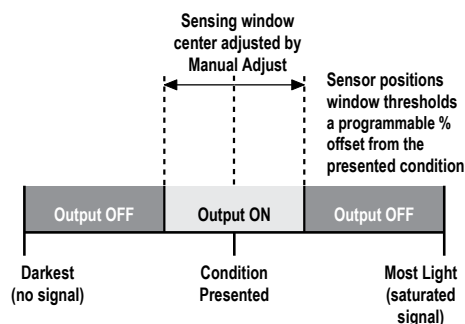 Sensing window
center adjusted by
Manual Adjust
Sensor positions
window thresholds
a programmable %
offset from the
presented condition
Output OFF
Output ON
Output OFF
Darkest
(no signal)
Condition
Presented
Most Light
(saturated
signal)